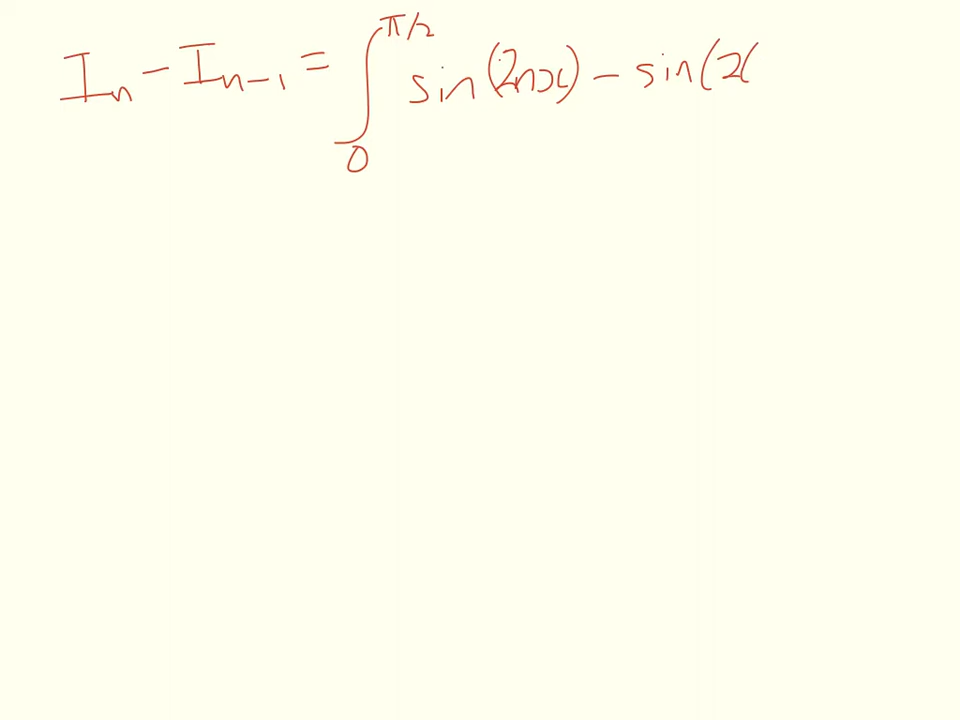 I_n - I_{n-1} = ∫_0^{π/2} sin(2nx) - sin(2(